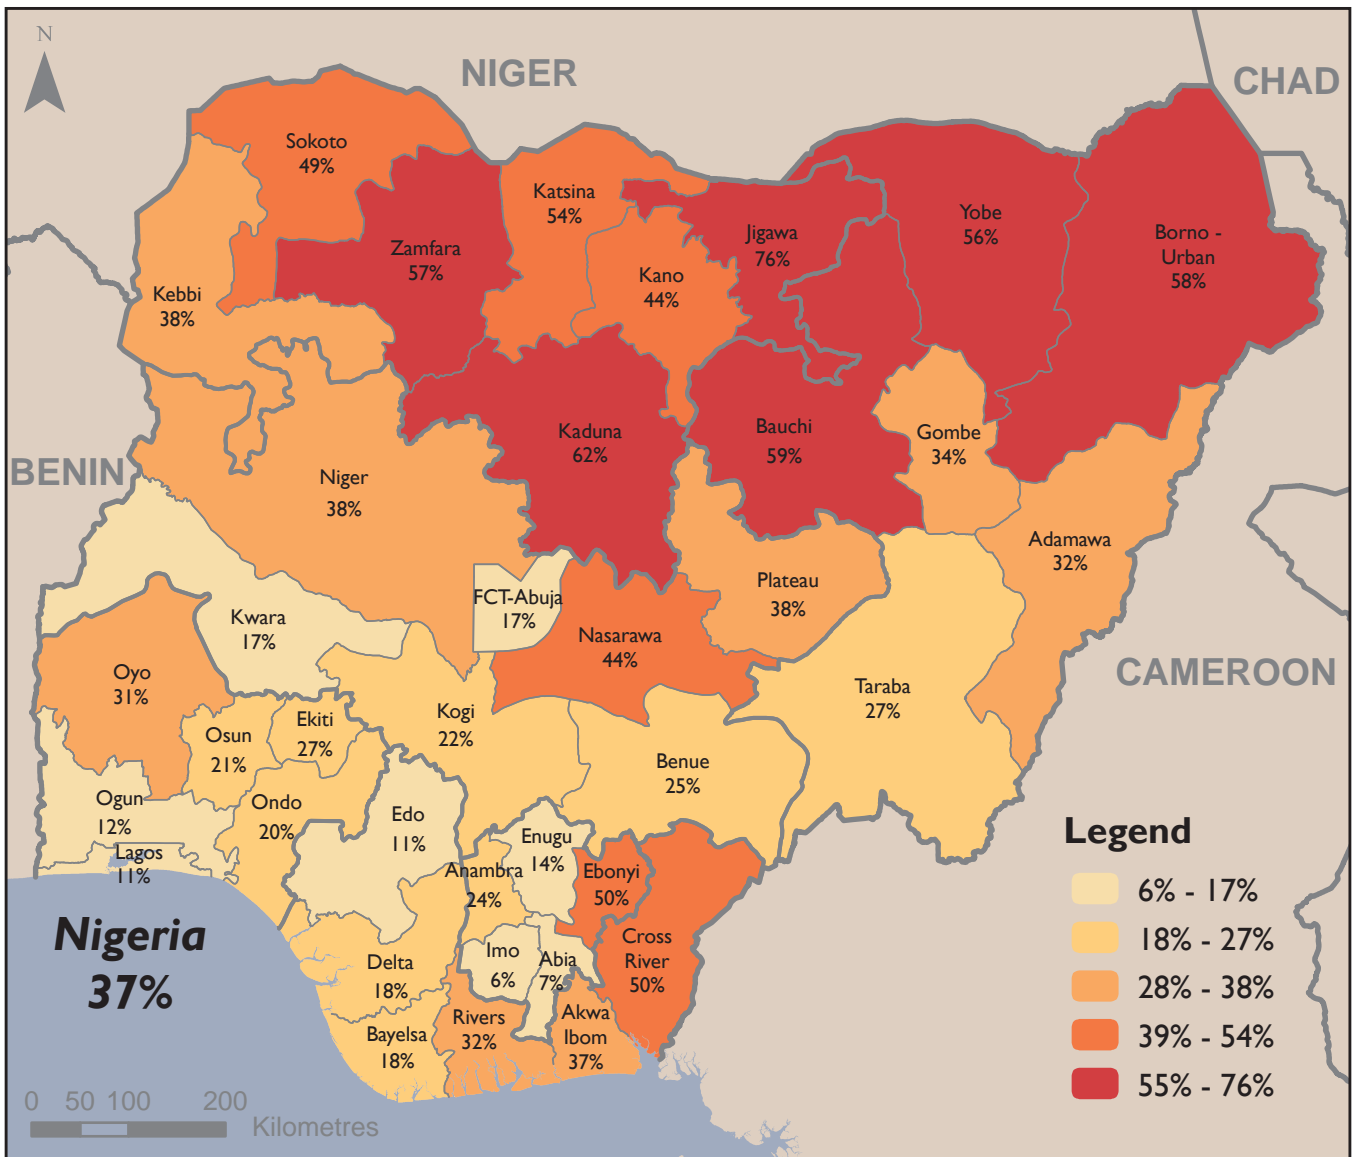 N
NIGER
CHAD
Sokoto
49%
Katsina
54%
Zamfara
57%
Jigawa
76%
Yobe
56%
Borno -
Urban
58%
Kano
44%
Kebbi
38%
Kaduna
62%
Bauchi
59%
Gombe
34%
BENIN
Niger
38%
Adamawa
32%
Plateau
38%
FCT-Abuja
17%
Kwara
17%
Nasarawa
44%
CAMEROON
Oyo
31%
Taraba
27%
Kogi
22%
Ekiti
27%
Osun
21%
Benue
25%
Ogun
12%
Ondo
20%
Edo
11%
Enugu
14%
Lagos
11%
Anambra
24%
Ebonyi
50%
Cross
River
50%
Imo
6%
Abia
7%
Delta
18%
Rivers
32%
Akwa
Ibom
37%
Bayelsa
18%
Nigeria
37%
Legend
6% - 17%
18% - 27%
28% - 38%
39% - 54%
55% - 76%
0 50 100 200
Kilometres